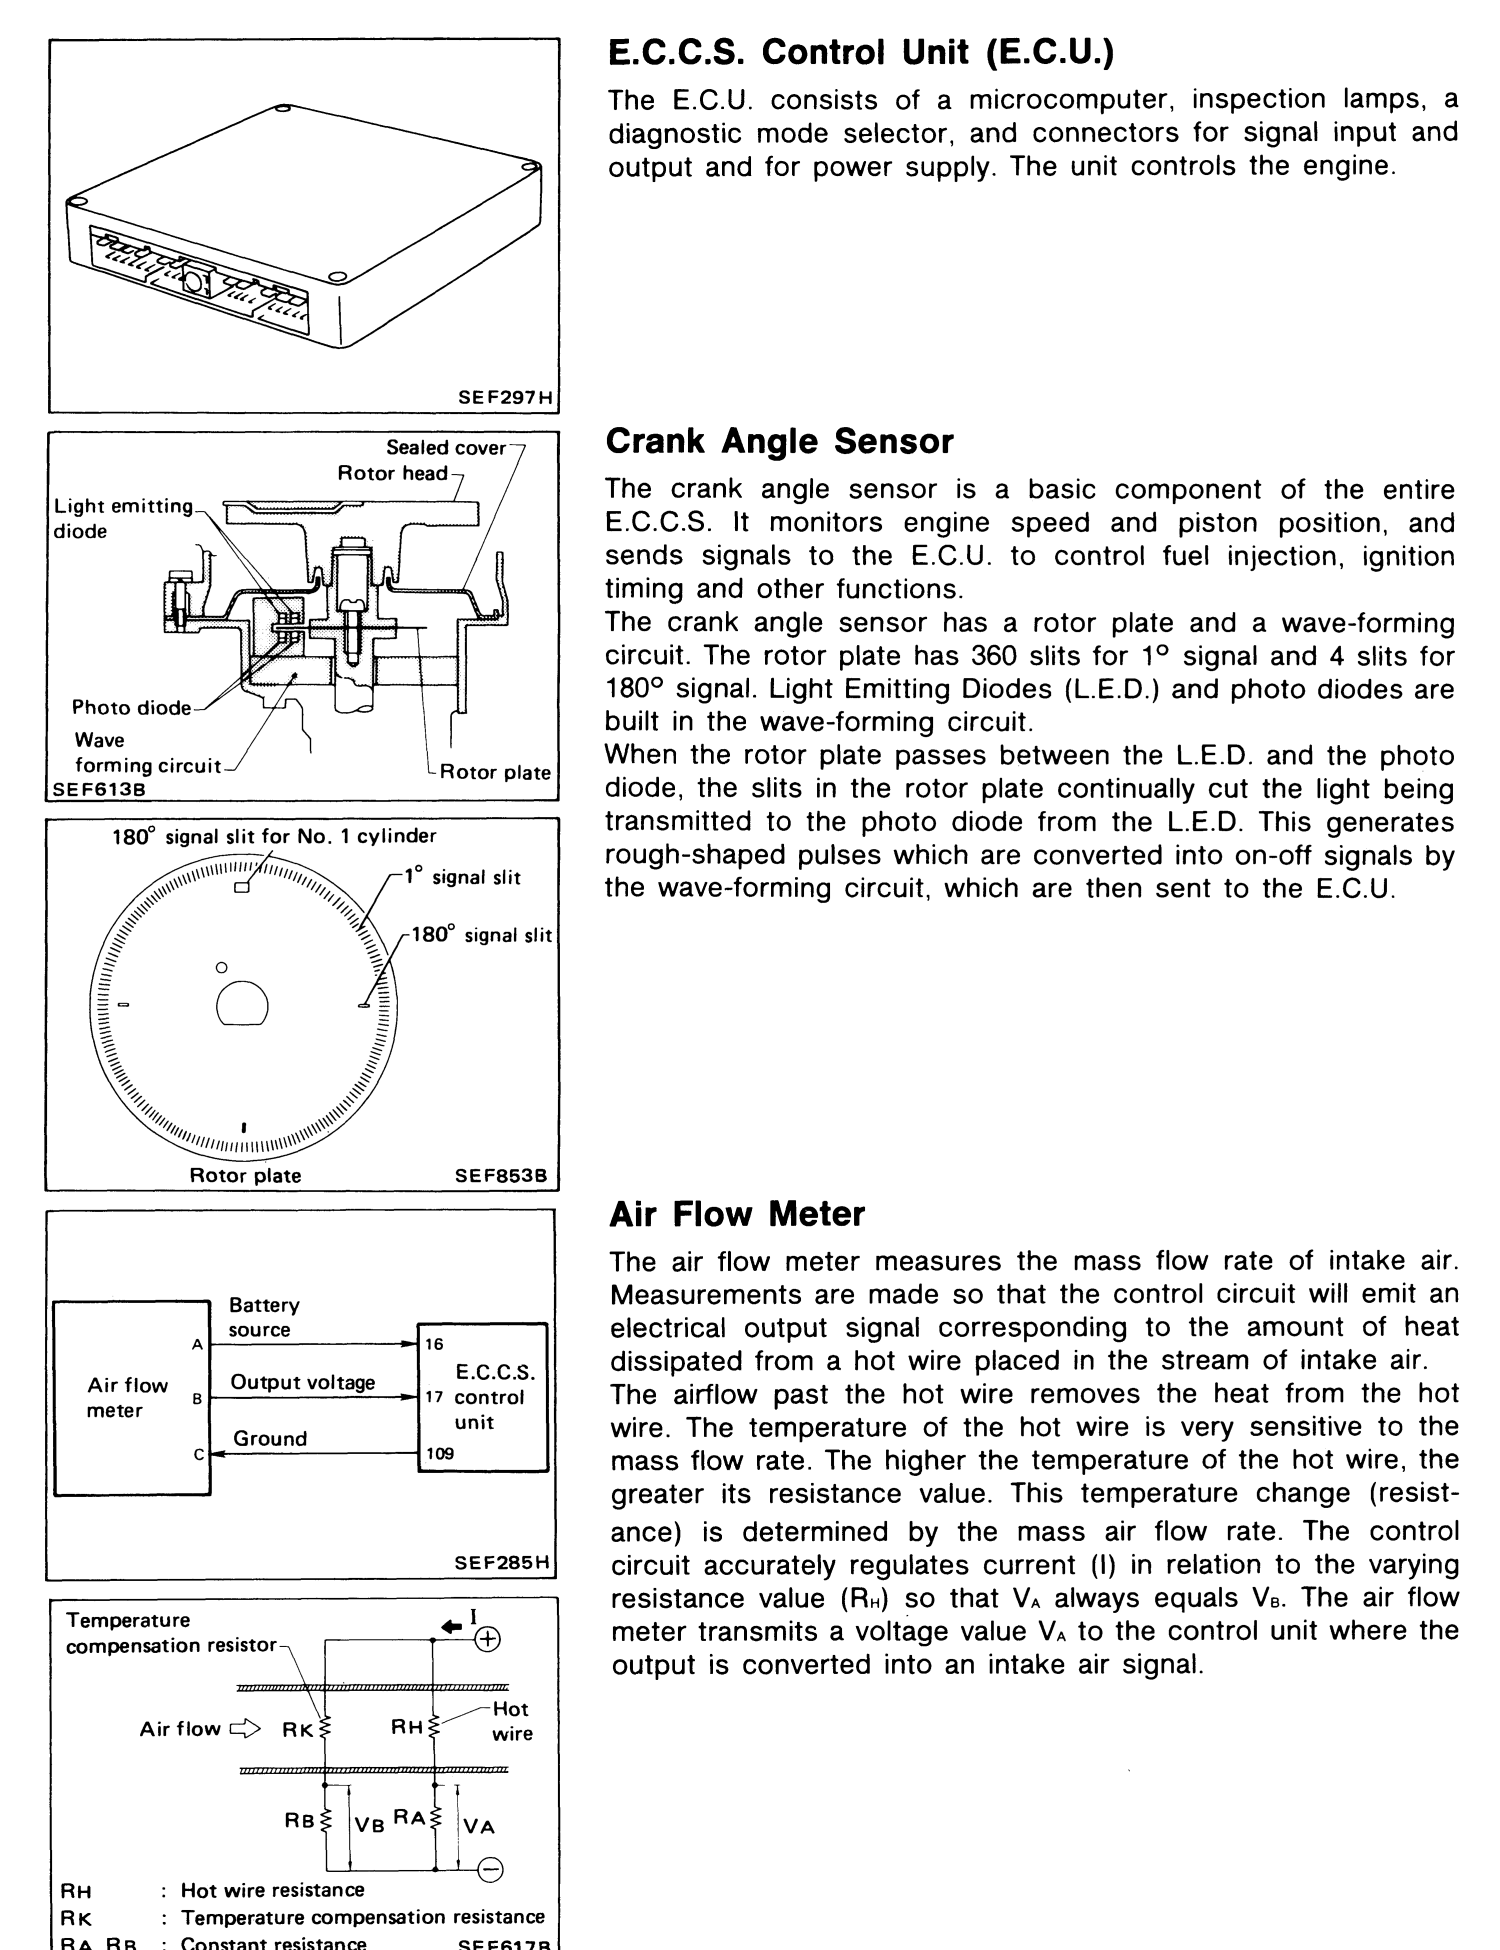 E.C.C.S. Control Unit (E.C.U.)
The E.C.U. consists of a microcomputer, inspection lamps, a
diagnostic mode selector, and connectors for signal input and
output and for power supply. The unit controls the engine.
SEF297H
Crank Angle Sensor
The crank angle sensor is a basic component of the entire
E.C.C.S. It monitors engine speed and piston position, and
sends signals to the E.C.U. to control fuel injection, ignition
timing and other functions.
The crank angle sensor has a rotor plate and a wave-forming
circuit. The rotor plate has 360 slits for 1° signal and 4 slits for
180° signal. Light Emitting Diodes (L.E.D.) and photo diodes are
built in the wave-forming circuit.
When the rotor plate passes between the L.E.D. and the photo
diode, the slits in the rotor plate continually cut the light being
transmitted to the photo diode from the L.E.D. This generates
rough-shaped pulses which are converted into on-off signals by
the wave-forming circuit, which are then sent to the E.C.U.
Sealed cover
Rotor head
Light emitting
diode
Photo diode
Wave
forming circuit
Rotor plate
SEF613B
180° signal slit for No. 1 cylinder
1° signal slit
180° signal slit
Rotor plate
SEF853B
Air Flow Meter
The air flow meter measures the mass flow rate of intake air.
Measurements are made so that the control circuit will emit an
electrical output signal corresponding to the amount of heat
dissipated from a hot wire placed in the stream of intake air.
The airflow past the hot wire removes the heat from the hot
wire. The temperature of the hot wire is very sensitive to the
mass flow rate. The higher the temperature of the hot wire, the
greater its resistance value. This temperature change (resist-
ance) is determined by the mass air flow rate. The control
circuit accurately regulates current (I) in relation to the varying
resistance value (RH) so that VA always equals VB. The air flow
meter transmits a voltage value VA to the control unit where the
output is converted into an intake air signal.
Battery
source
A
16
Air flow
meter
Output voltage
B
17
E.C.C.S.
control
unit
Ground
C
109
SEF285H
Temperature
compensation resistor
I
+
Air flow
RK
RH
Hot
wire
RB
VB
RA
VA
−
RH : Hot wire resistance
RK : Temperature compensation resistance
RA, RB : Constant resistance
SEF617B